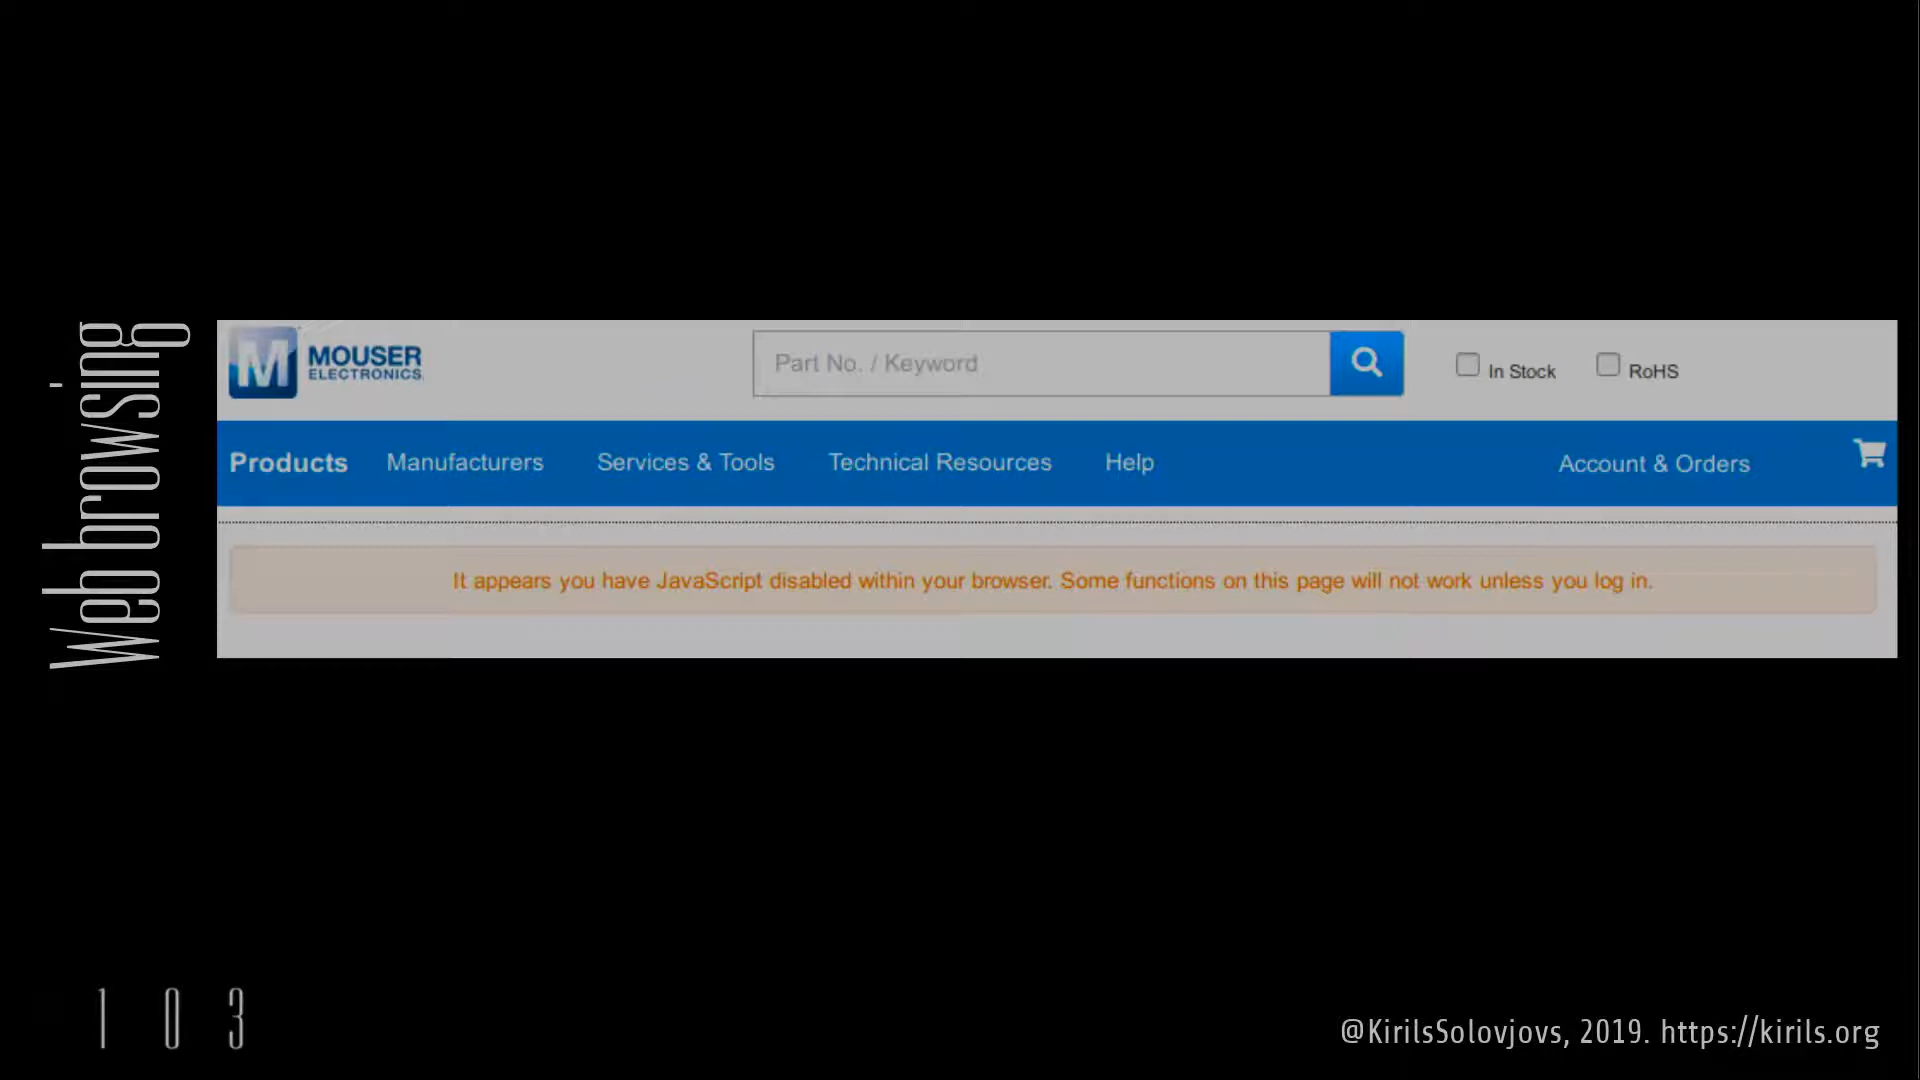 Web browsing
M MOUSER
ELECTRONICS
Part No. / Keyword
In Stock
RoHS
Products Manufacturers Services & Tools Technical Resources Help Account & Orders
It appears you have JavaScript disabled within your browser. Some functions on this page will not work unless you log in.
103
@KirilsSolovjovs, 2019. https://kirils.org